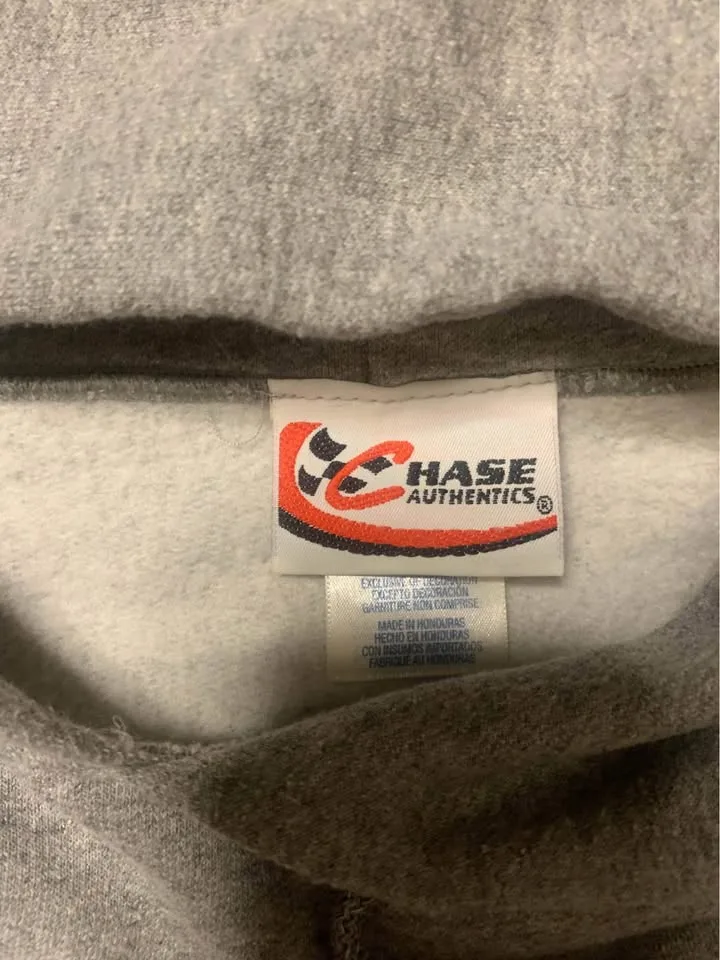 CHASE
AUTHENTICS®
EXCLUSIVE OF DECORATION
EXCEPTO DECORACIÓN
GARNITURE NON COMPRISE
MADE IN HONDURAS
HECHO EN HONDURAS
CON INSUMOS IMPORTADOS
FABRIQUE AU HONDURAS